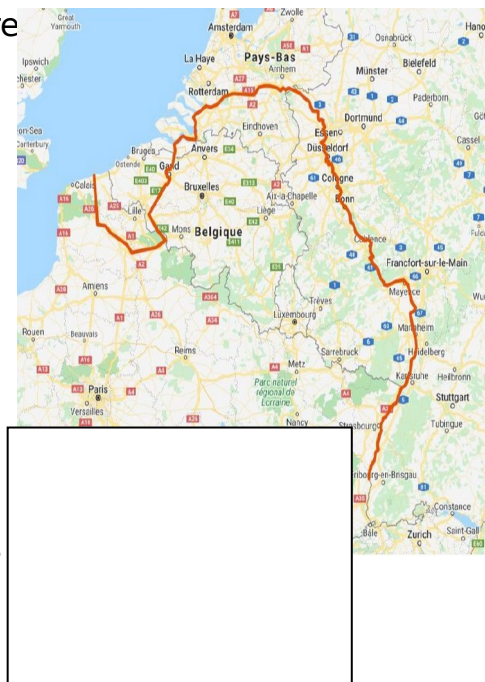 re
Great
Yarmouth
Ipswich
chester
Amsterdam
Zwolle
Hano
Osnabrück
La Haye
Pays-Bas
Arnhem
Münster
Bielefeld
Rotterdam
Paderborn
Eindhoven
Dortmund
Essen
Düsseldorf
Cassel
Anvers
Bruges
Ostende
Gand
Calais
Lille
Bruxelles
Cologne
Aix-la-Chapelle
Bonn
Liège
Mons
Belgique
Coblence
Francfort-sur-le-Main
Mayence
Amiens
Trèves
Luxembourg
Rouen
Beauvais
Mannheim
Heidelberg
Reims
Sarrebruck
Metz
Karlsruhe
Heilbronn
Paris
Versailles
Parc naturel
régional de
Lorraine
Stuttgart
Nancy
Strasbourg
Tubingue
ribourg-en-Brisgau
Constance
Bâle
Zurich
Saint-Gall